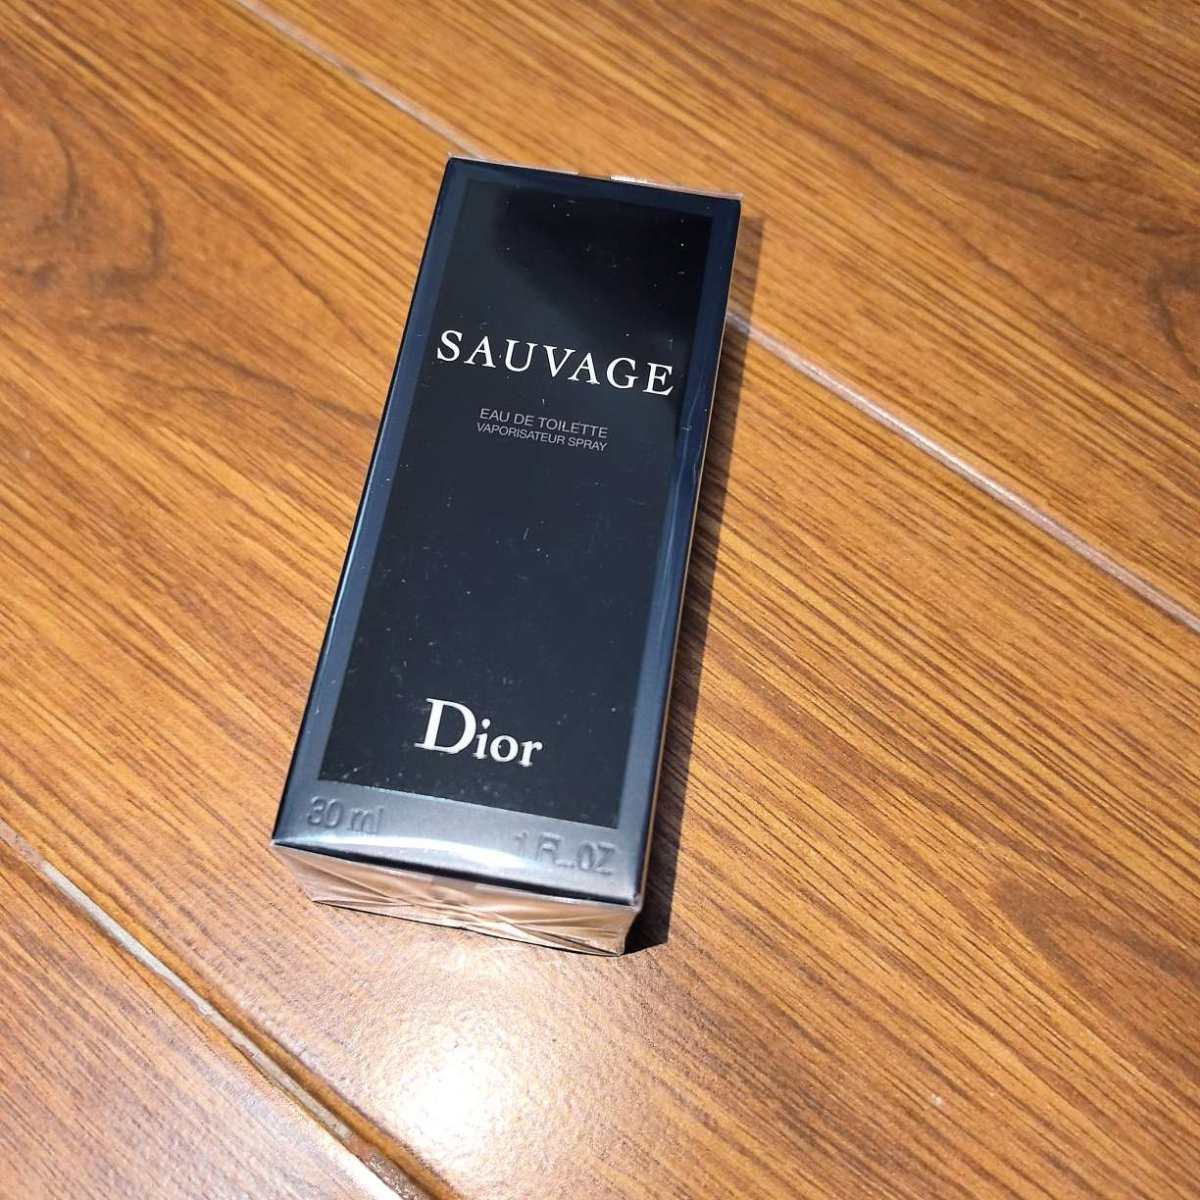 SAUVAGE
EAU DE TOILETTE
VAPORISATEUR SPRAY
Dior
30 ml 1 FL.OZ